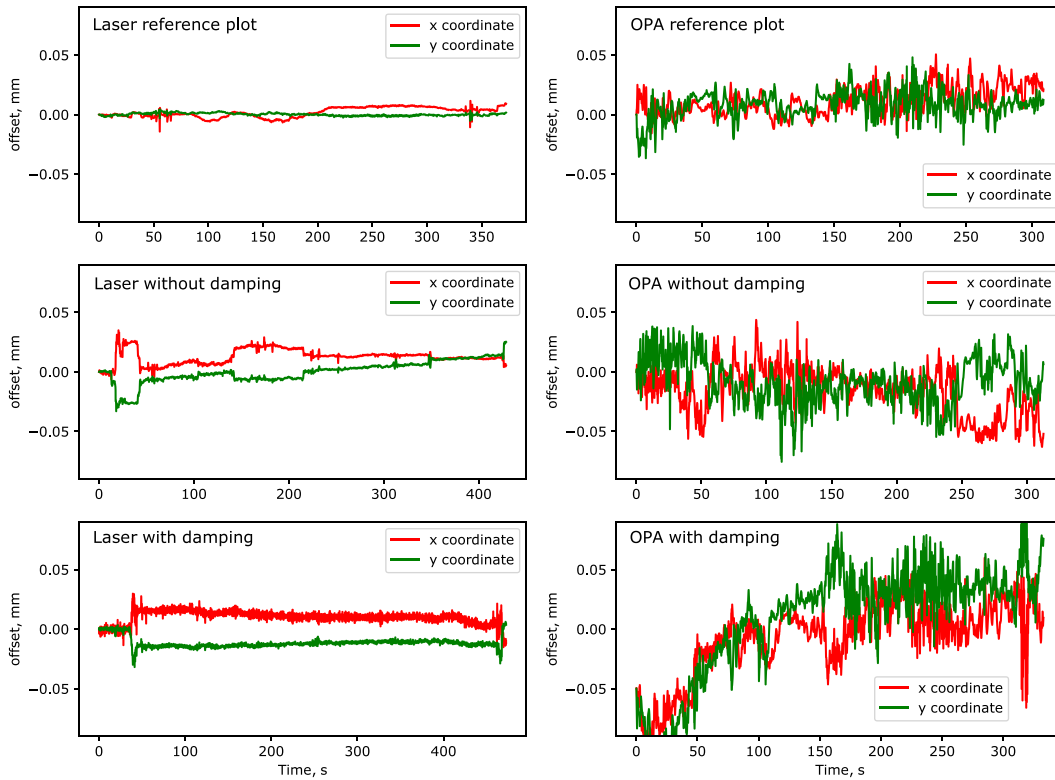 Laser reference plot
x coordinate
y coordinate
offset, mm
0.05
0.00
−0.05
0 50 100 150 200 250 300 350
OPA reference plot
x coordinate
y coordinate
offset, mm
0.05
0.00
−0.05
0 50 100 150 200 250 300
Laser without damping
x coordinate
y coordinate
offset, mm
0.05
0.00
−0.05
0 100 200 300 400
OPA without damping
x coordinate
y coordinate
offset, mm
0.05
0.00
−0.05
0 50 100 150 200 250 300
Laser with damping
x coordinate
y coordinate
offset, mm
0.05
0.00
−0.05
0 100 200 300 400
Time, s
OPA with damping
x coordinate
y coordinate
offset, mm
0.05
0.00
−0.05
0 50 100 150 200 250 300
Time, s